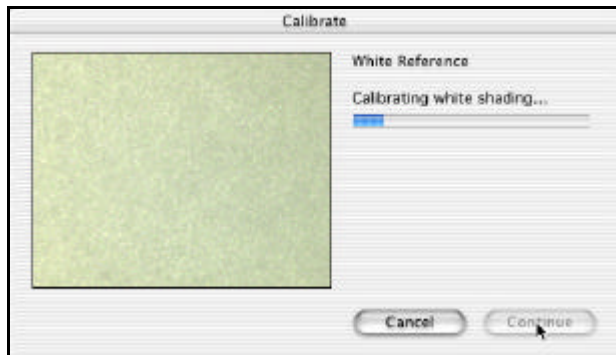 Calibrate
White Reference
Calibrating white shading...
Cancel
Continue